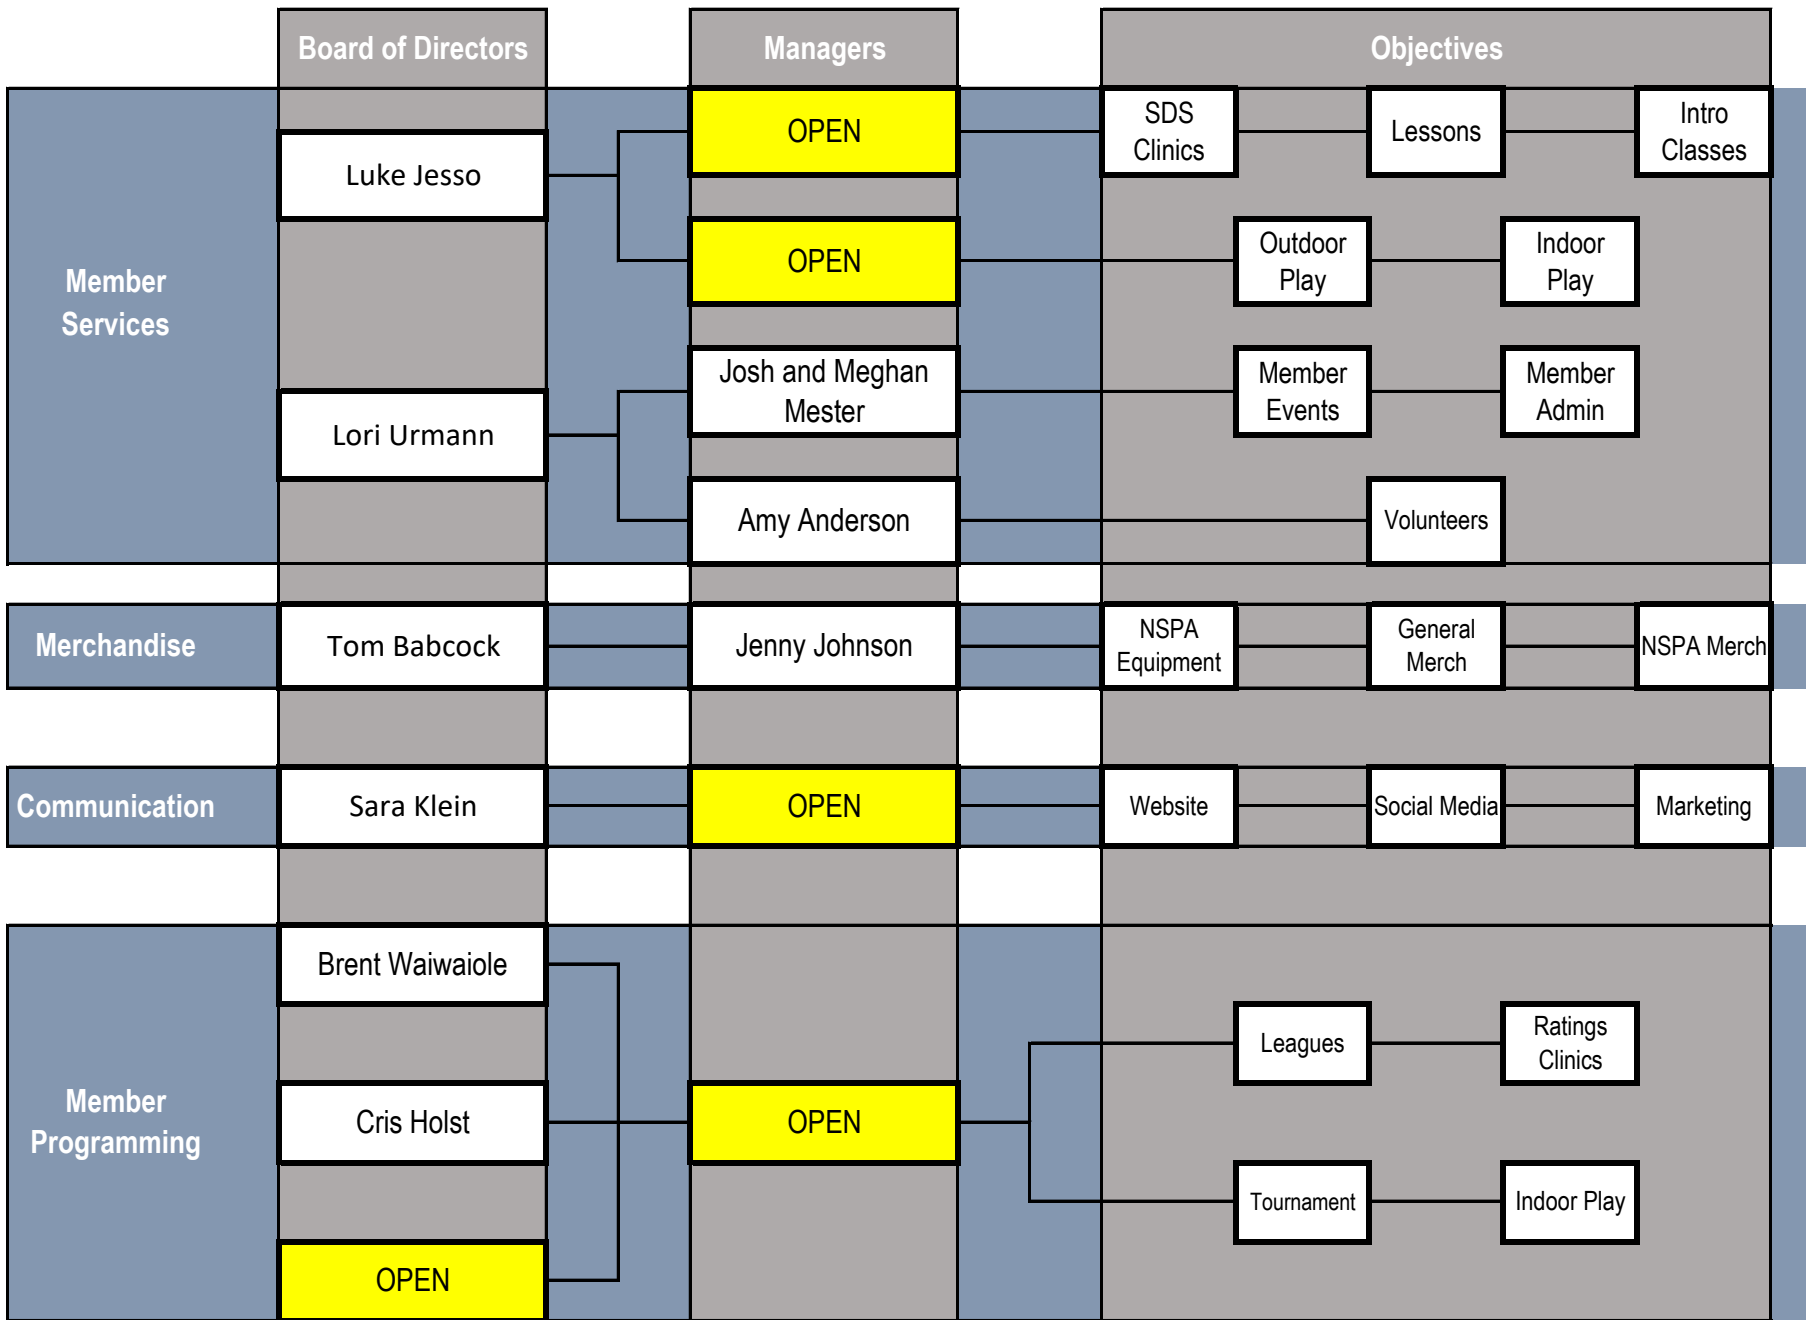 Board of Directors
Managers
Objectives
Member
Services
Luke Jesso
OPEN
SDS
Clinics
Lessons
Intro
Classes
OPEN
Outdoor
Play
Indoor
Play
Lori Urmann
Josh and Meghan
Mester
Member
Events
Member
Admin
Amy Anderson
Volunteers
Merchandise
Tom Babcock
Jenny Johnson
NSPA
Equipment
General
Merch
NSPA Merch
Communication
Sara Klein
OPEN
Website
Social Media
Marketing
Member
Programming
Brent Waiwaiole
Cris Holst
OPEN
OPEN
Leagues
Ratings
Clinics
Tournament
Indoor Play